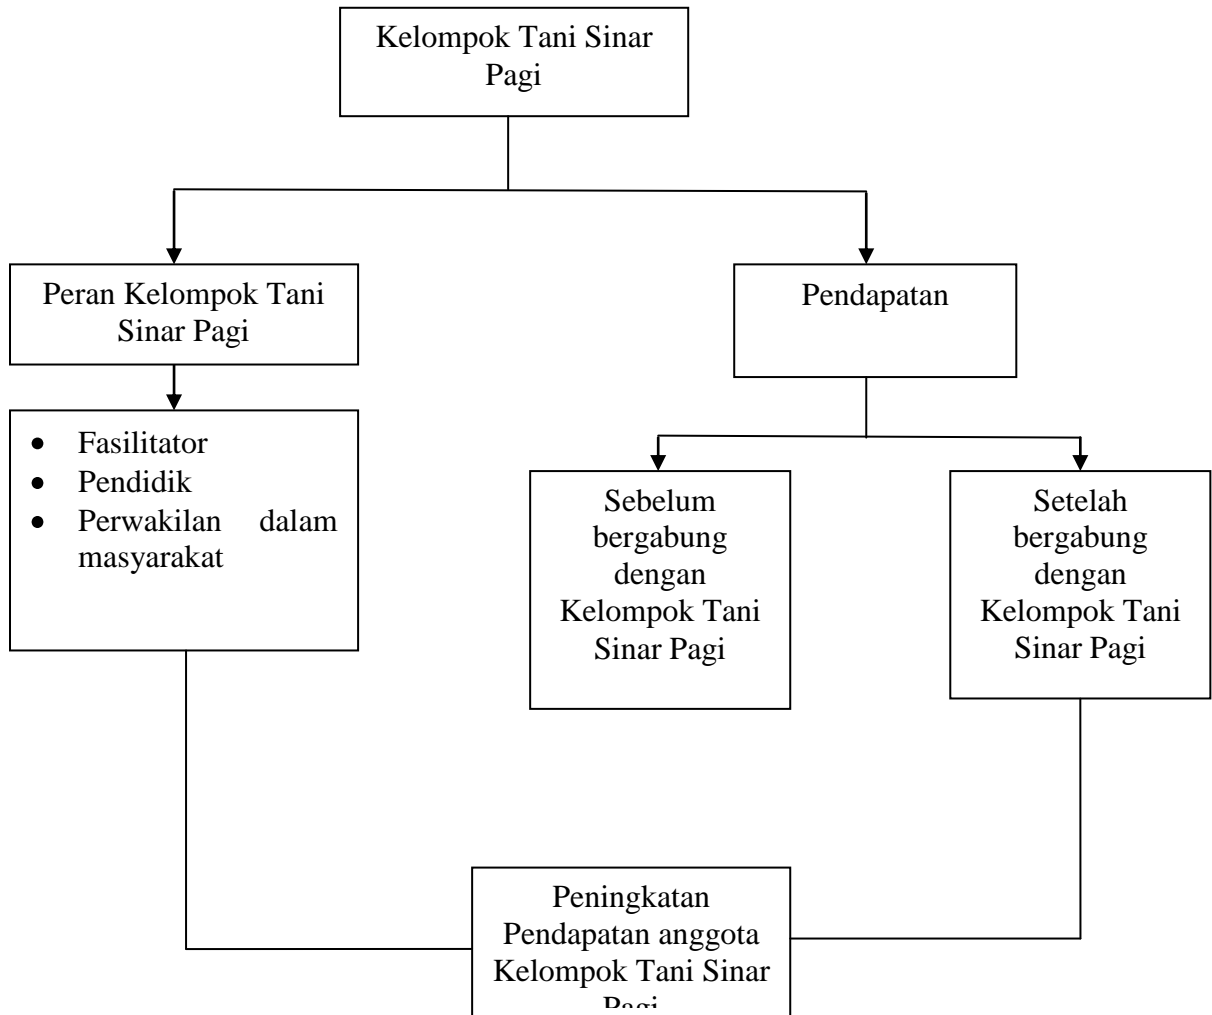 Kelompok Tani Sinar
Pagi
Peran Kelompok Tani
Sinar Pagi
Pendapatan
• Fasilitator
• Pendidik
• Perwakilan dalam
masyarakat
Sebelum
bergabung
dengan
Kelompok Tani
Sinar Pagi
Setelah
bergabung
dengan
Kelompok Tani
Sinar Pagi
Peningkatan
Pendapatan anggota
Kelompok Tani Sinar
Pagi